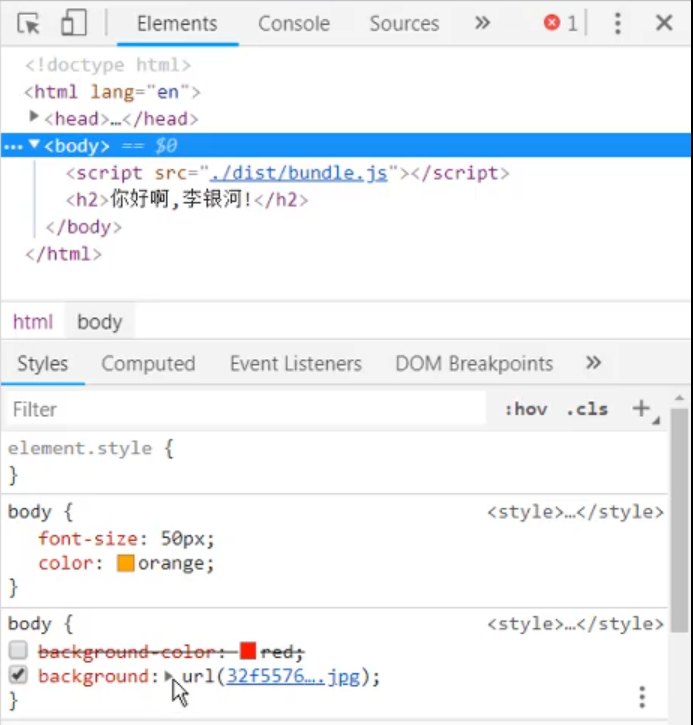 Elements Console Sources » 1
<!doctype html>
<html lang="en">
<head>…</head>
<body> == $0
<script src="./dist/bundle.js"></script>
<h2>你好啊,李银河!</h2>
</body>
</html>
html body
Styles Computed Event Listeners DOM Breakpoints »
Filter :hov .cls +
element.style {
}
body { <style>…</style>
font-size: 50px;
color: orange;
}
body { <style>…</style>
background-color: red;
background: url(32f5576….jpg);
}